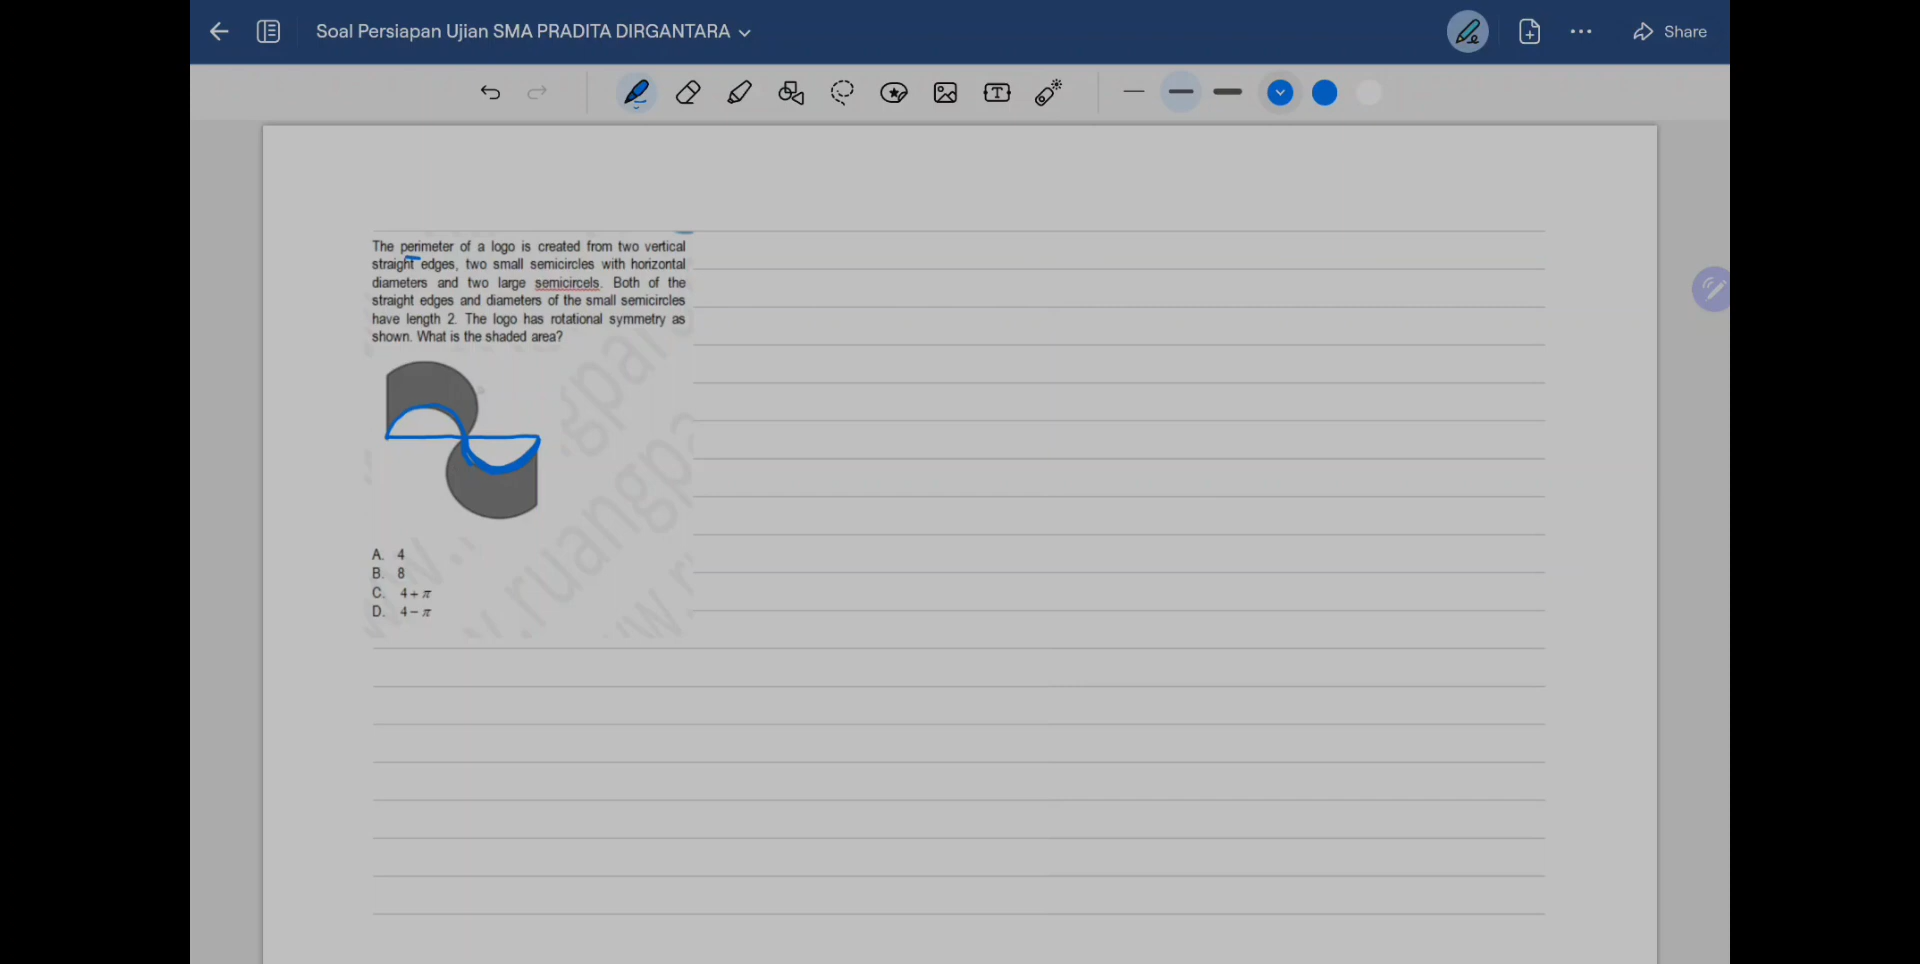 Soal Persiapan Ujian SMA PRADITA DIRGANTARA
Share
The perimeter of a logo is created from two vertical
straight edges, two small semicircles with horizontal
diameters and two large semicircels. Both of the
straight edges and diameters of the small semicircles
have length 2. The logo has rotational symmetry as
shown. What is the shaded area?
A. 4
B. 8
C. 4 + π
D. 4 − π